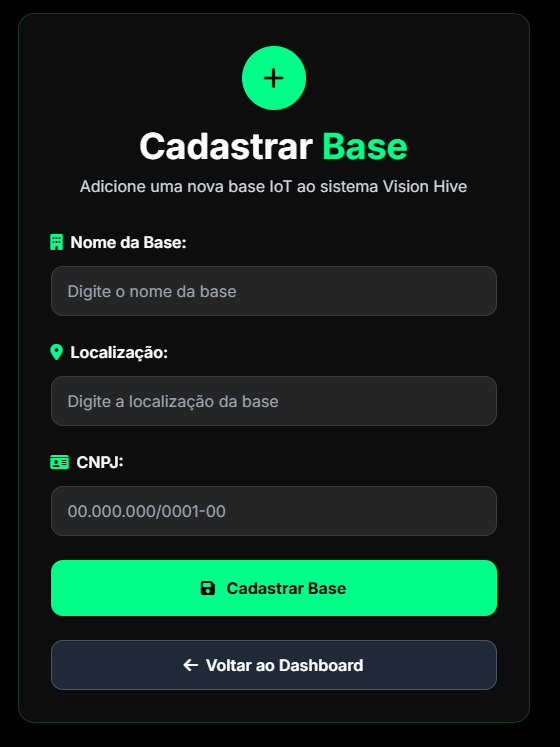 Cadastrar Base
Adicione uma nova base IoT ao sistema Vision Hive
Nome da Base:
Digite o nome da base
Localização:
Digite a localização da base
CNPJ:
00.000.000/0001-00
Cadastrar Base
Voltar ao Dashboard